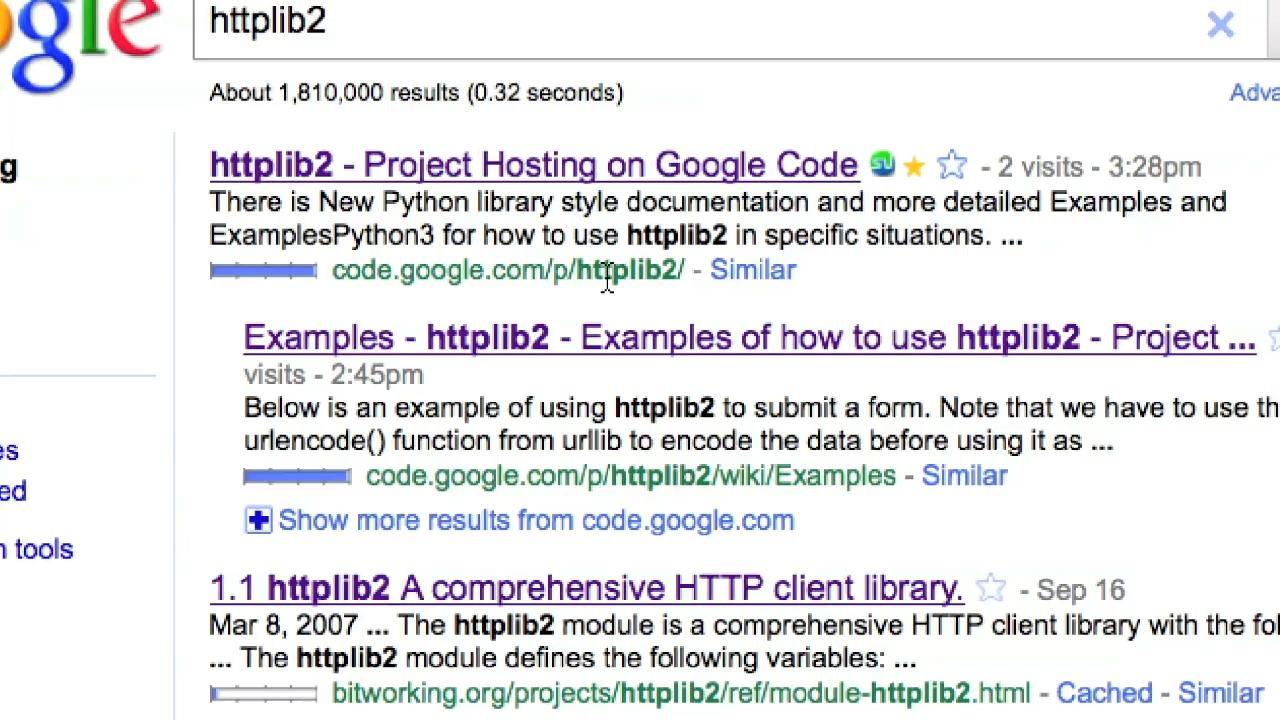 ogle
httplib2
About 1,810,000 results (0.32 seconds)
Adva
g
httplib2 - Project Hosting on Google Code - 2 visits - 3:28pm
There is New Python library style documentation and more detailed Examples and
ExamplesPython3 for how to use httplib2 in specific situations. ...
code.google.com/p/httplib2/ - Similar
Examples - httplib2 - Examples of how to use httplib2 - Project ...
visits - 2:45pm
Below is an example of using httplib2 to submit a form. Note that we have to use th
urlencode() function from urllib to encode the data before using it as ...
es
code.google.com/p/httplib2/wiki/Examples - Similar
ed
Show more results from code.google.com
n tools
1.1 httplib2 A comprehensive HTTP client library. - Sep 16
Mar 8, 2007 ... The httplib2 module is a comprehensive HTTP client library with the fol
... The httplib2 module defines the following variables: ...
bitworking.org/projects/httplib2/ref/module-httplib2.html - Cached - Similar